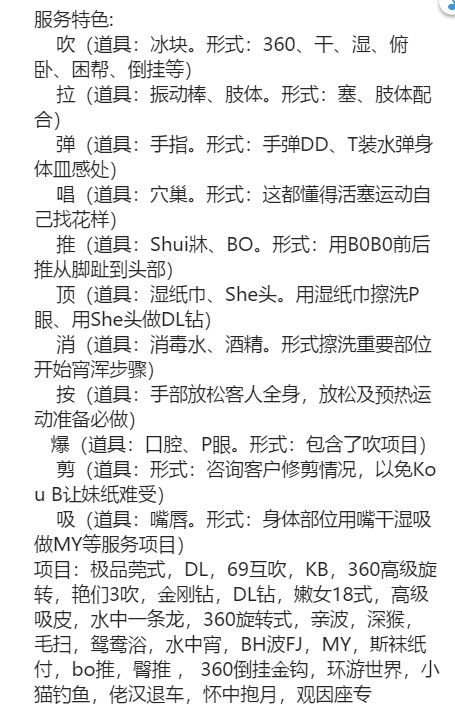 服务特色:
吹（道具：冰块。形式：360、干、湿、俯
卧、困帮、倒挂等）
拉（道具：振动棒、肢体。形式：塞、肢体配
合）
弹（道具：手指。形式：手弹DD、T装水弹身
体皿感处）
唱（道具：穴巢。形式：这都懂得活塞运动自
己找花样）
推（道具：Shui牀、BO。形式：用B0B0前后
推从脚趾到头部）
顶（道具：湿纸巾、She头。用湿纸巾擦洗P
眼、用She头做DL钻）
消（道具：消毒水、酒精。形式擦洗重要部位
开始宵浑步骤）
按（道具：手部放松客人全身，放松及预热运
动准备必做）
爆（道具：口腔、P眼。形式：包含了吹项目）
剪（道具：形式：咨询客户修剪情况，以免Ko
u B让妹纸难受）
吸（道具：嘴唇。形式：身体部位用嘴干湿吸
做MY等服务项目）
项目：极品莞式，DL，69互吹，KB，360高级旋
转，艳们3吹，金刚钻，DL钻，嫩女18式，高级
吸皮，水中一条龙，360旋转式，亲波，深猴，
毛扫，鸳鸯浴，水中宵，BH波FJ，MY，斯袜纸
付，bo推，臀推 ， 360倒挂金钩，环游世界，小
猫钓鱼，佬汉退车，怀中抱月，观因座专